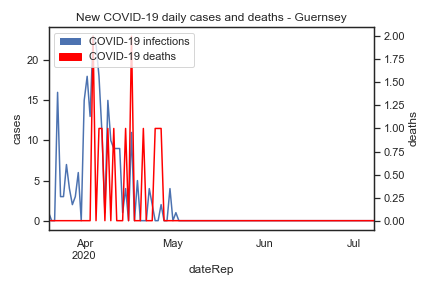 New COVID-19 daily cases and deaths - Guernsey
COVID-19 infections
COVID-19 deaths
cases
20
15
10
5
0
deaths
2.00
1.75
1.50
1.25
1.00
0.75
0.50
0.25
0.00
Apr
2020
May
Jun
Jul
dateRep